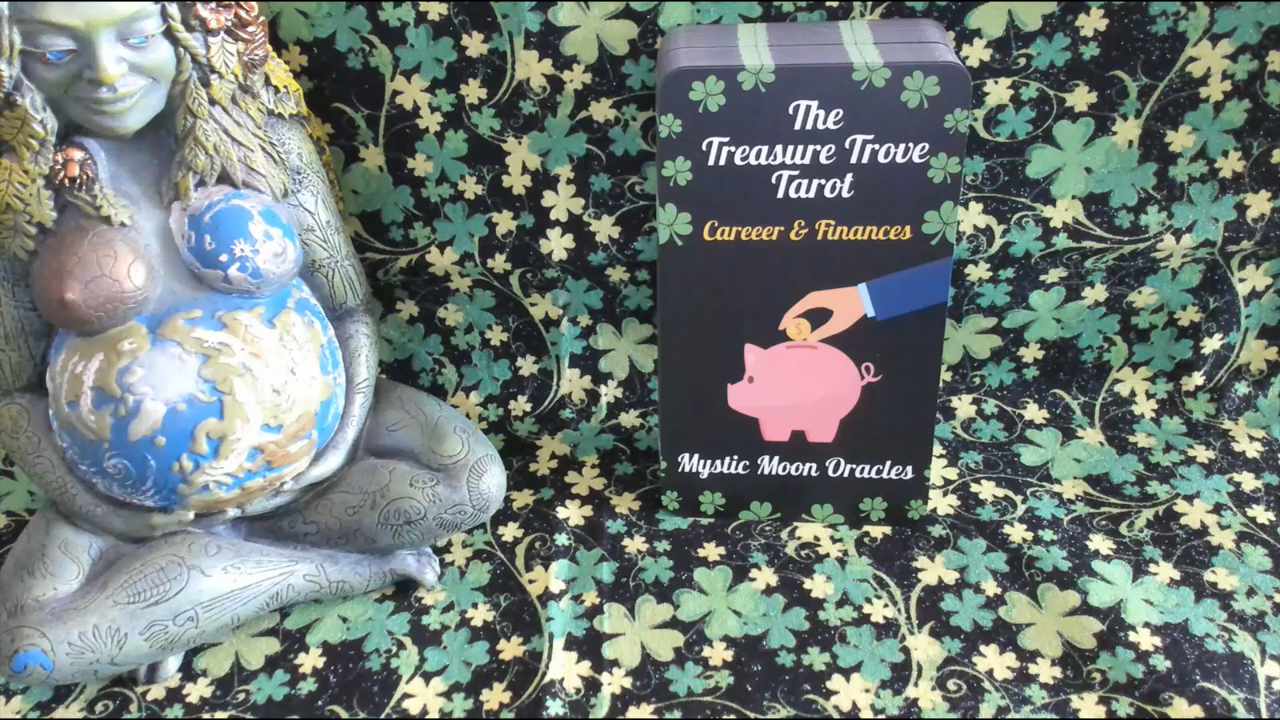 The
Treasure Trove
Tarot
Careeer & Finances
Mystic Moon Oracles